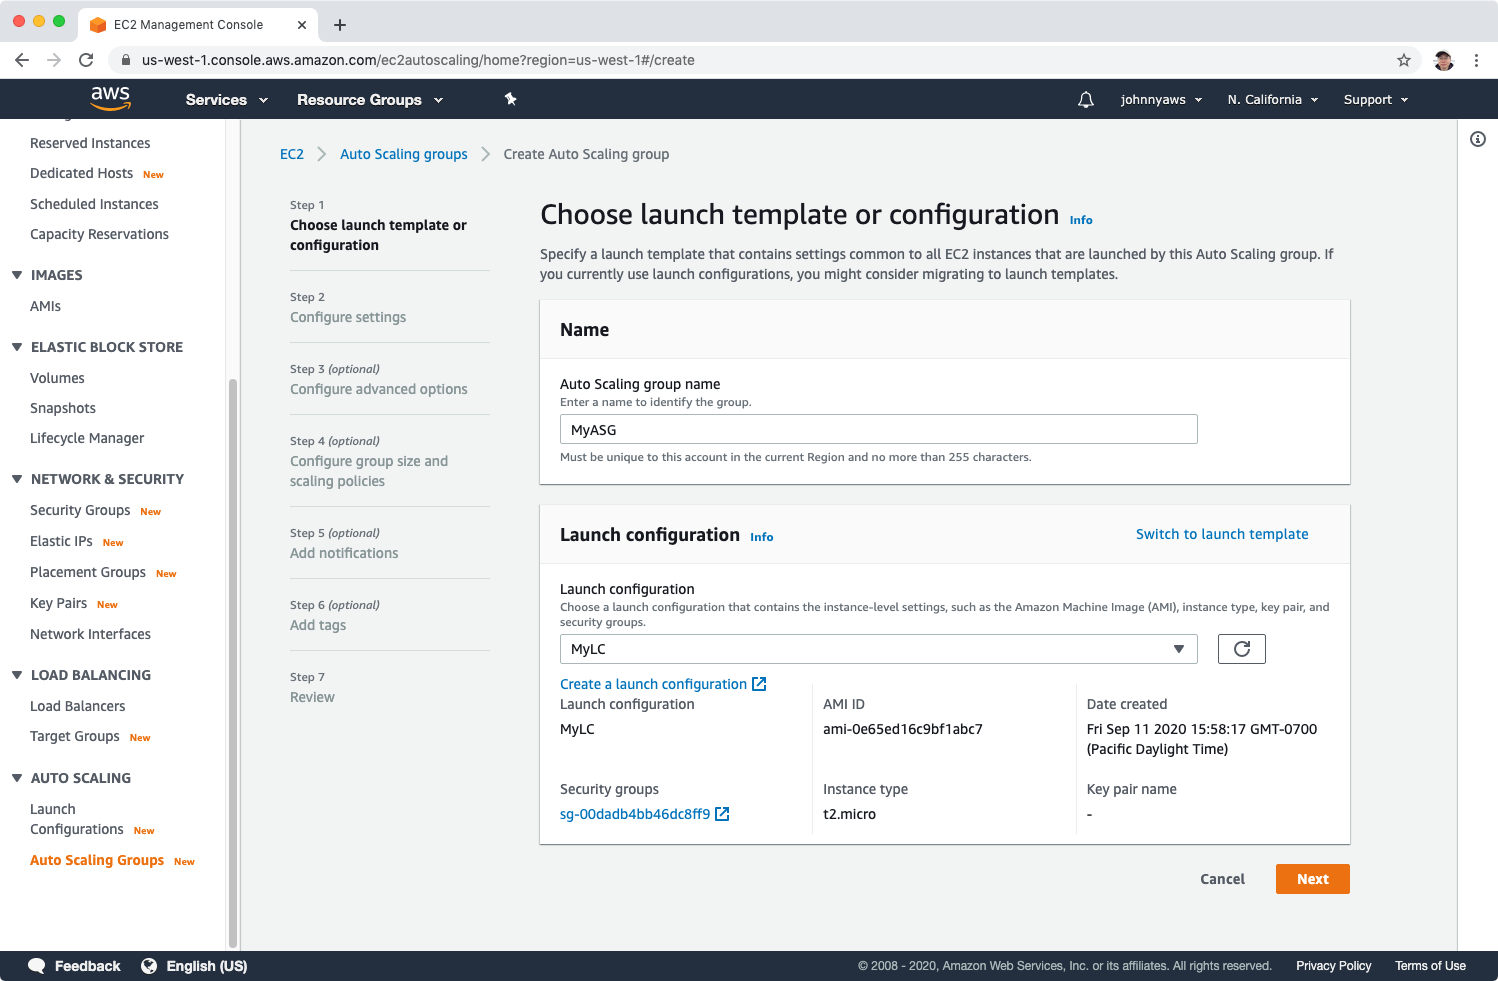 EC2 Management Console
us-west-1.console.aws.amazon.com/ec2autoscaling/home?region=us-west-1#/create
aws Services Resource Groups johnnyaws N. California Support
Reserved Instances
Dedicated Hosts New
Scheduled Instances
Capacity Reservations
IMAGES
AMIs
ELASTIC BLOCK STORE
Volumes
Snapshots
Lifecycle Manager
NETWORK & SECURITY
Security Groups New
Elastic IPs New
Placement Groups New
Key Pairs New
Network Interfaces
LOAD BALANCING
Load Balancers
Target Groups New
AUTO SCALING
Launch
Configurations New
Auto Scaling Groups New
EC2 Auto Scaling groups Create Auto Scaling group
Step 1
Choose launch template or
configuration
Step 2
Configure settings
Step 3 (optional)
Configure advanced options
Step 4 (optional)
Configure group size and
scaling policies
Step 5 (optional)
Add notifications
Step 6 (optional)
Add tags
Step 7
Review
Choose launch template or configuration Info
Specify a launch template that contains settings common to all EC2 instances that are launched by this Auto Scaling group. If
you currently use launch configurations, you might consider migrating to launch templates.
Name
Auto Scaling group name
Enter a name to identify the group.
MyASG
Must be unique to this account in the current Region and no more than 255 characters.
Launch configuration Info Switch to launch template
Launch configuration
Choose a launch configuration that contains the instance-level settings, such as the Amazon Machine Image (AMI), instance type, key pair, and
security groups.
MyLC
Create a launch configuration
Launch configuration
MyLC
AMI ID
ami-0e65ed16c9bf1abc7
Date created
Fri Sep 11 2020 15:58:17 GMT-0700
(Pacific Daylight Time)
Security groups
sg-00dadb4bb46dc8ff9
Instance type
t2.micro
Key pair name
-
Cancel Next
Feedback English (US) © 2008 - 2020, Amazon Web Services, Inc. or its affiliates. All rights reserved. Privacy Policy Terms of Use